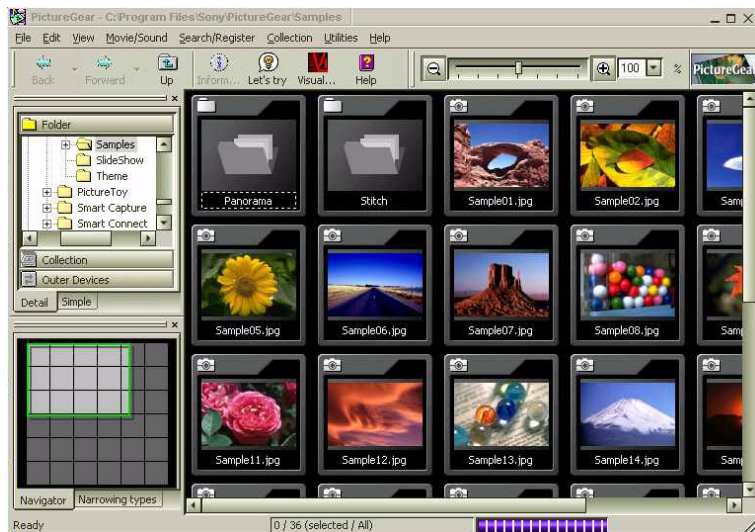 PictureGear - C:\Program Files\Sony\PictureGear\Samples
File Edit View Movie/Sound Search/Register Collection Utilities Help
Back Forward Up Inform... Let's try Visual... Help 100 % PictureGear
Folder
Samples
SlideShow
Theme
PictureToy
Smart Capture
Smart Connect
Collection
Outer Devices
Detail Simple
Panorama Stitch Sample01.jpg Sample02.jpg Samp
Sample05.jpg Sample06.jpg Sample07.jpg Sample08.jpg Samp
Sample11.jpg Sample12.jpg Sample13.jpg Sample14.jpg Samp
Navigator Narrowing types
Ready 0 / 36 (selected / All)